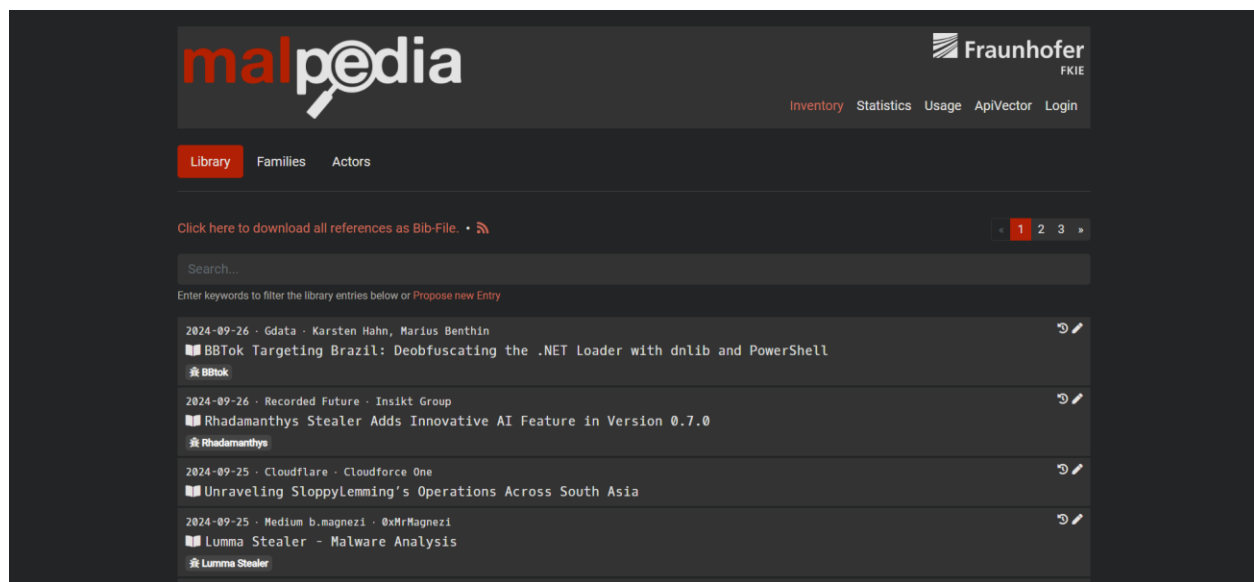 malpedia
Fraunhofer
FKIE
Inventory Statistics Usage ApiVector Login
Library Families Actors
Click here to download all references as Bib-File. •
« 1 2 3 »
Search...
Enter keywords to filter the library entries below or Propose new Entry
2024-09-26 · Gdata · Karsten Hahn, Marius Benthin
BBTok Targeting Brazil: Deobfuscating the .NET Loader with dnlib and PowerShell
BBtok
2024-09-26 · Recorded Future · Insikt Group
Rhadamanthys Stealer Adds Innovative AI Feature in Version 0.7.0
Rhadamanthys
2024-09-25 · Cloudflare · Cloudforce One
Unraveling SloppyLemming's Operations Across South Asia
2024-09-25 · Medium b.magnezi · 0xMrMagnezi
Lumma Stealer - Malware Analysis
Lumma Stealer